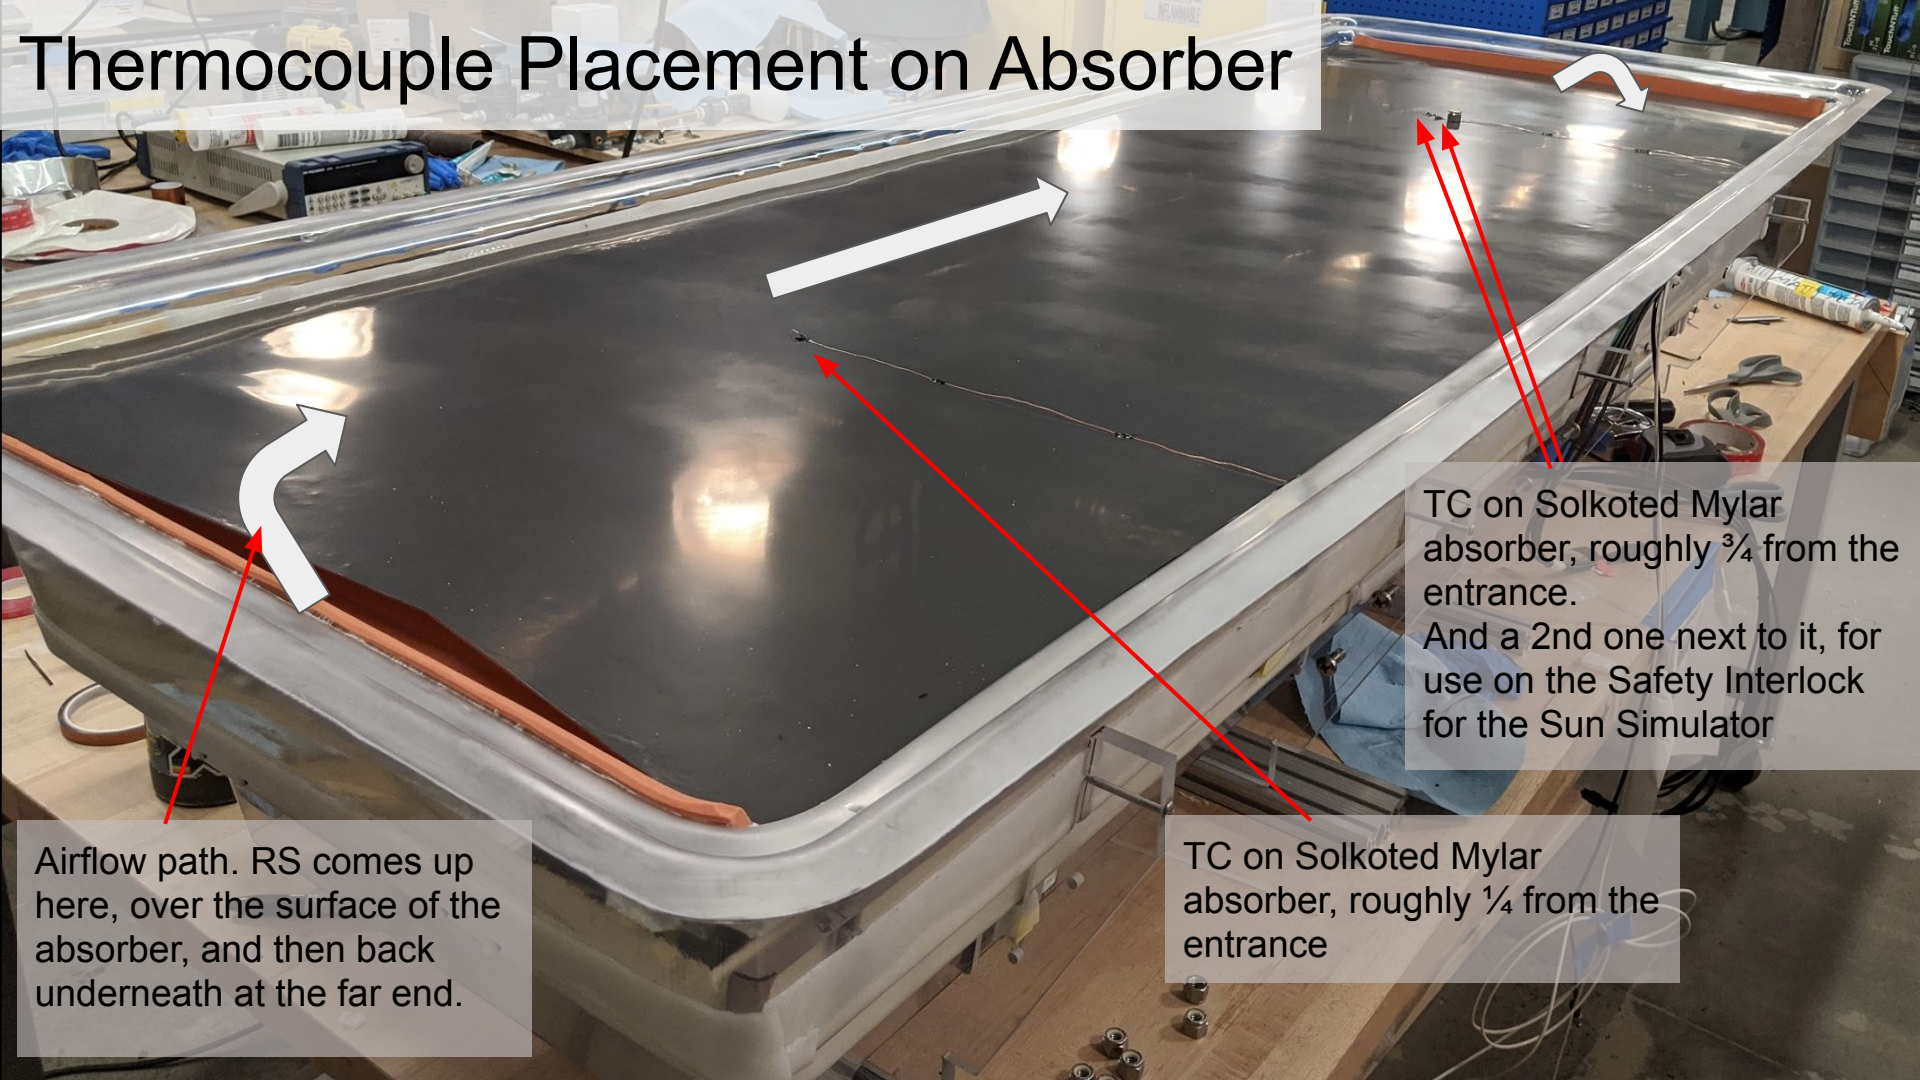 Thermocouple Placement on Absorber
INFLAMMABLE
TouchNTuff
TouchNTuff
TC on Solkoted Mylar
absorber, roughly ¾ from the
entrance.
And a 2nd one next to it, for
use on the Safety Interlock
for the Sun Simulator
Airflow path. RS comes up
here, over the surface of the
absorber, and then back
underneath at the far end.
TC on Solkoted Mylar
absorber, roughly ¼ from the
entrance